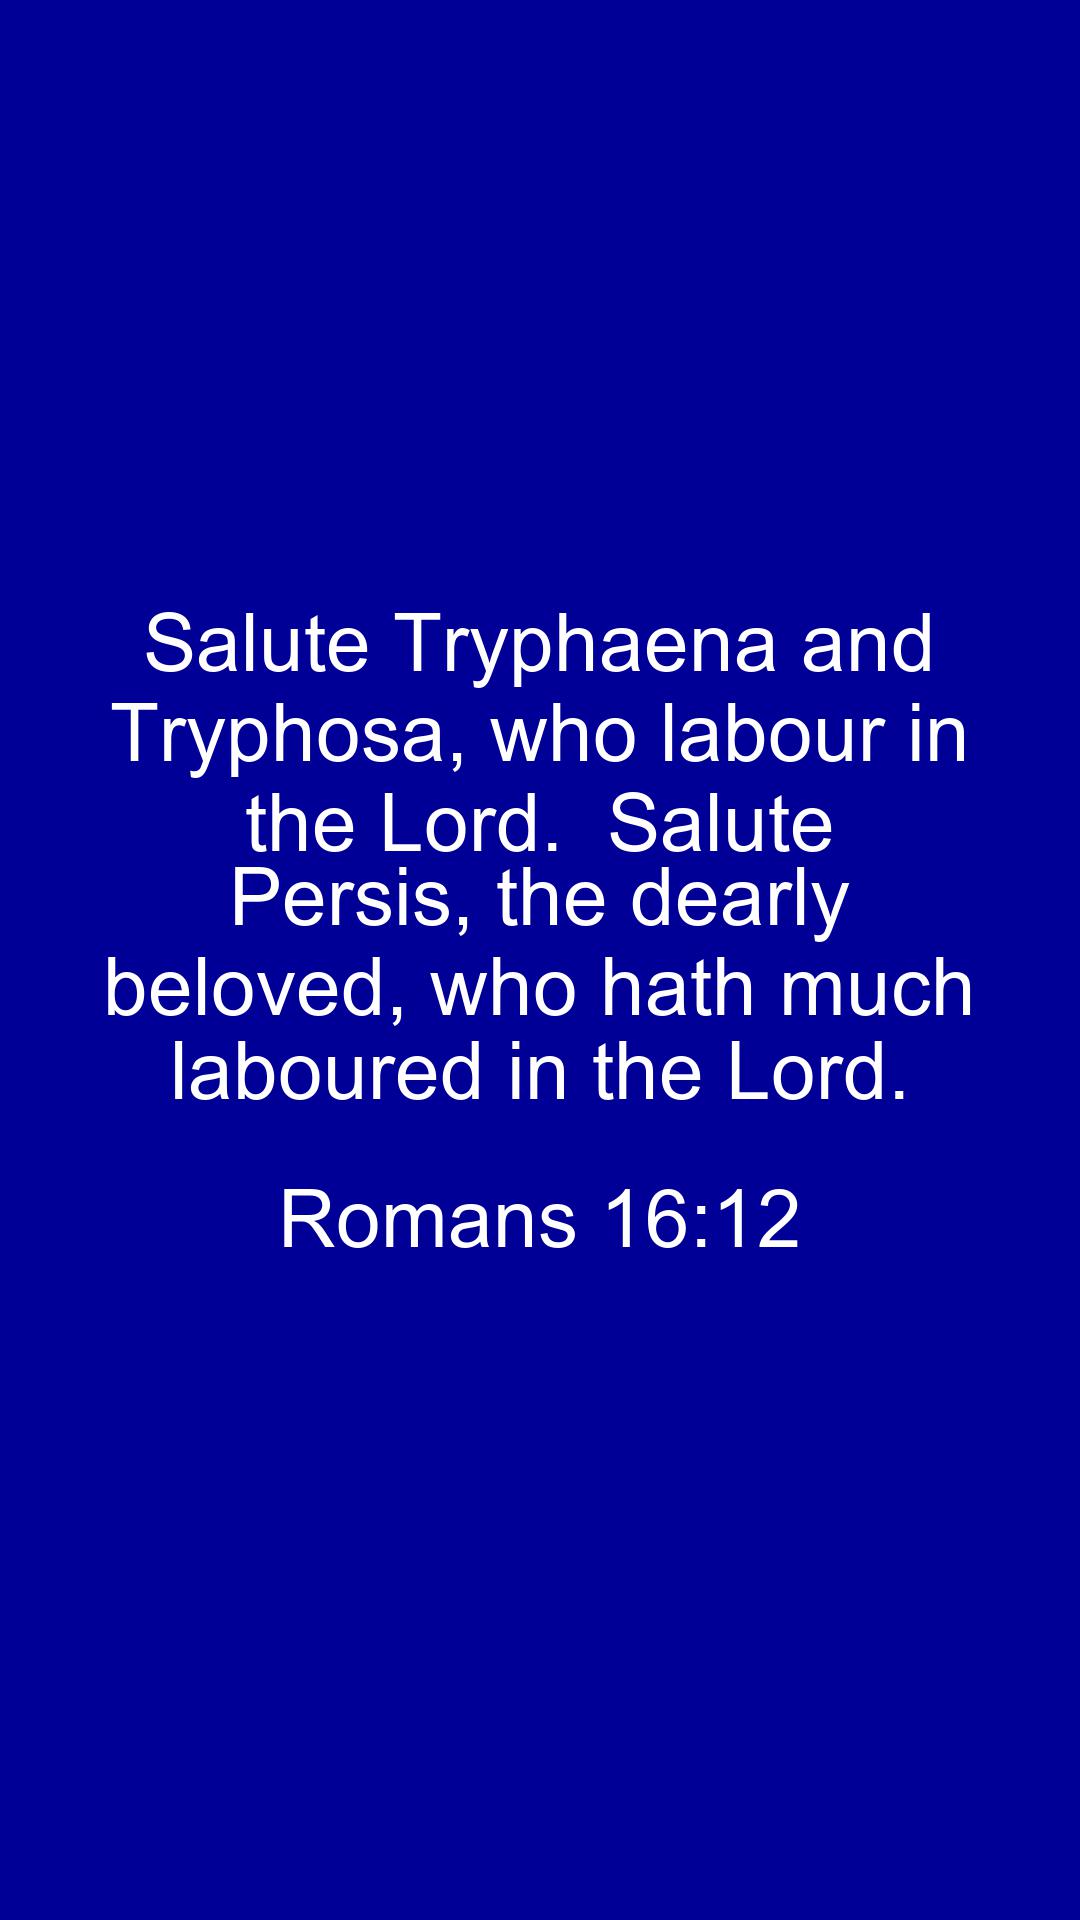 Salute Tryphaena and
Tryphosa, who labour in
the Lord.  Salute
Persis, the dearly
beloved, who hath much
laboured in the Lord.
Romans 16:12